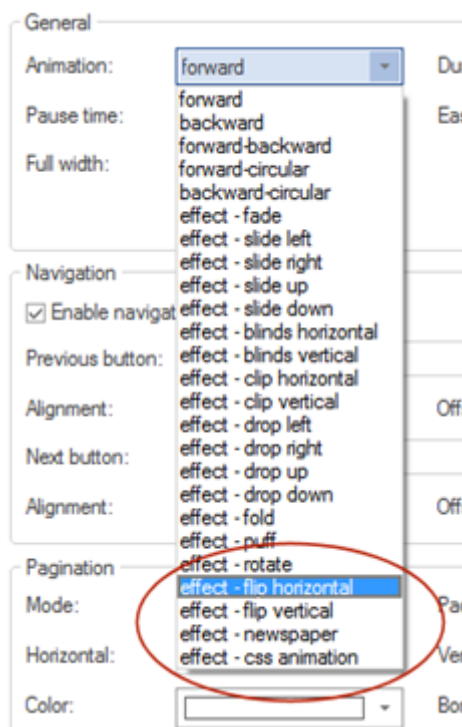 General
Animation:
forward
Du
forward
Pause time:
backward
Eas
forward-backward
Full width:
forward-circular
backward-circular
effect - fade
effect - slide left
effect - slide right
Navigation
effect - slide up
Enable navigat
effect - slide down
effect - blinds horizontal
Previous button:
effect - blinds vertical
effect - clip horizontal
Alignment:
effect - clip vertical
Off
effect - drop left
Next button:
effect - drop right
effect - drop up
Alignment:
effect - drop down
Off
effect - fold
effect - puff
Pagination
effect - rotate
effect - flip horizontal
Mode:
effect - flip vertical
Pa
effect - newspaper
Horizontal:
effect - css animation
Ver
Color:
Bor